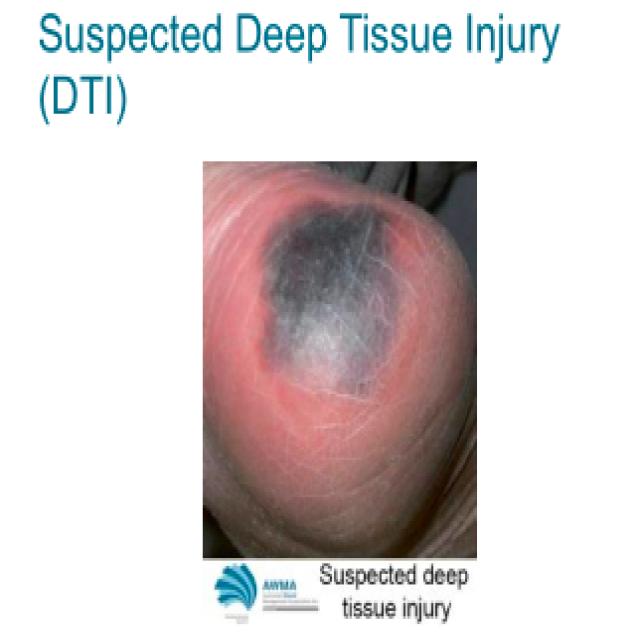 Suspected Deep Tissue Injury
(DTI)
AWMA
Suspected deep
tissue injury